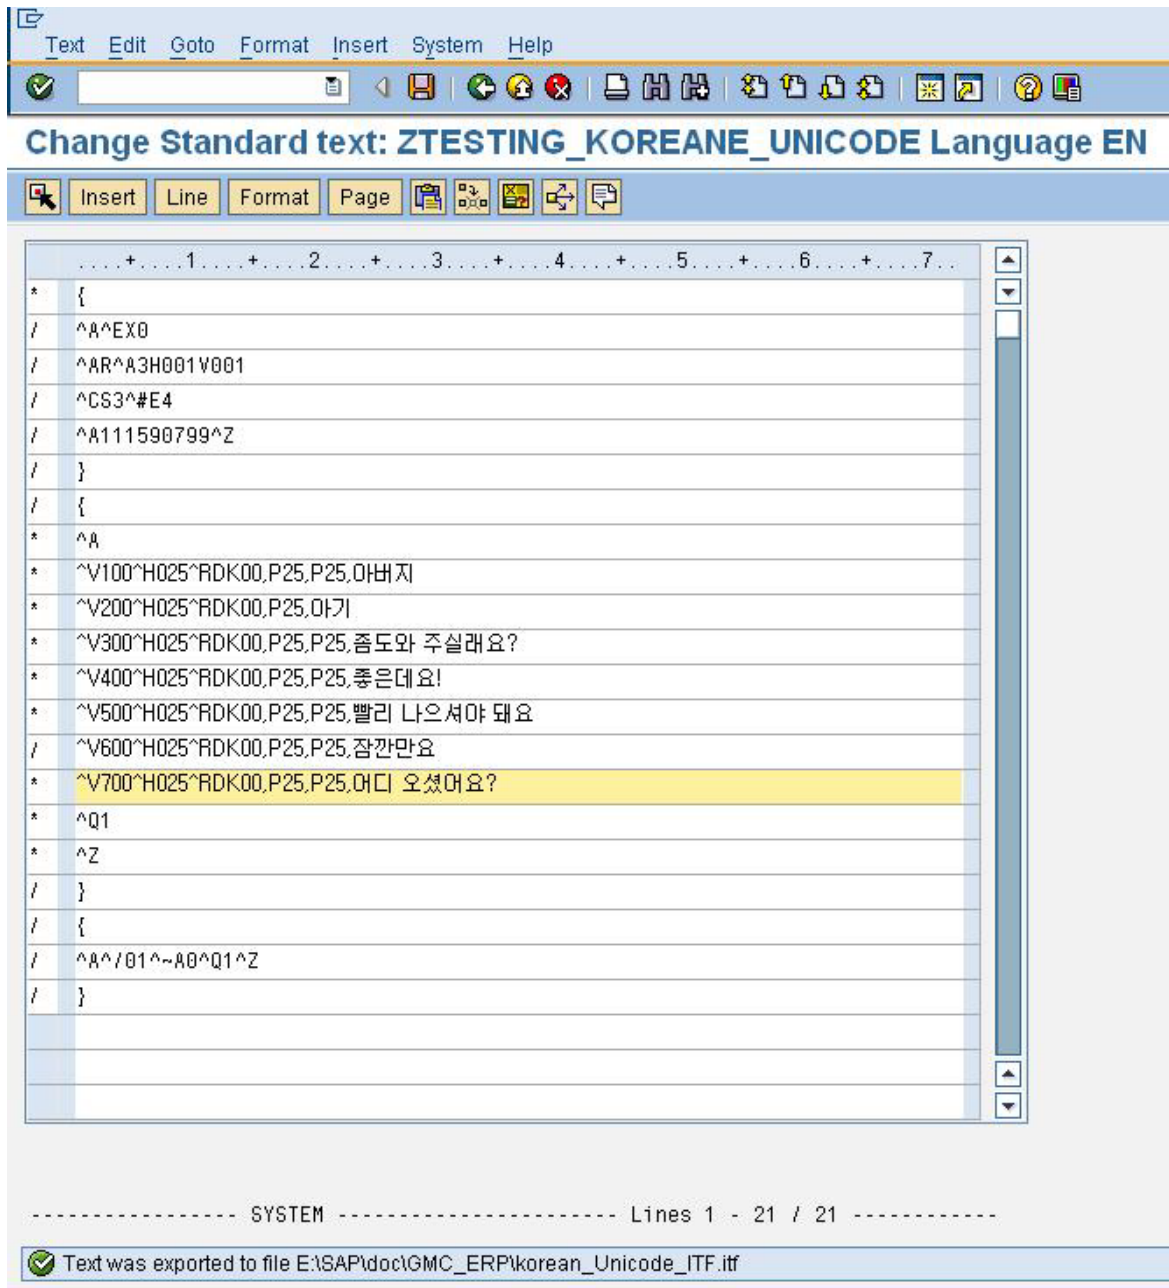 Text Edit Goto Format Insert System Help
Change Standard text: ZTESTING_KOREANE_UNICODE Language EN
Insert Line Format Page
....+....1....+....2....+....3....+....4....+....5....+....6....+....7..
* {
/ ^A^EX0
/ ^AR^A3H001V001
/ ^CS3^#E4
/ ^A111590799^Z
/ }
/ {
* ^A
* ^V100^H025^RDK00,P25,P25,아버지
* ^V200^H025^RDK00,P25,아기
* ^V300^H025^RDK00,P25,P25,좀도와 주실래요?
* ^V400^H025^RDK00,P25,P25,좋은데요!
* ^V500^H025^RDK00,P25,P25,빨리 나으셔야 돼요
/ ^V600^H025^RDK00,P25,P25,잠깐만요
* ^V700^H025^RDK00,P25,P25,어디 오셨어요?
* ^Q1
* ^Z
/ }
/ {
/ ^A^/01^~A0^Q1^Z
/ }
----------------- SYSTEM ----------------------- Lines 1 - 21 / 21 ------------
Text was exported to file E:\SAP\doc\GMC_ERP\korean_Unicode_ITF.itf